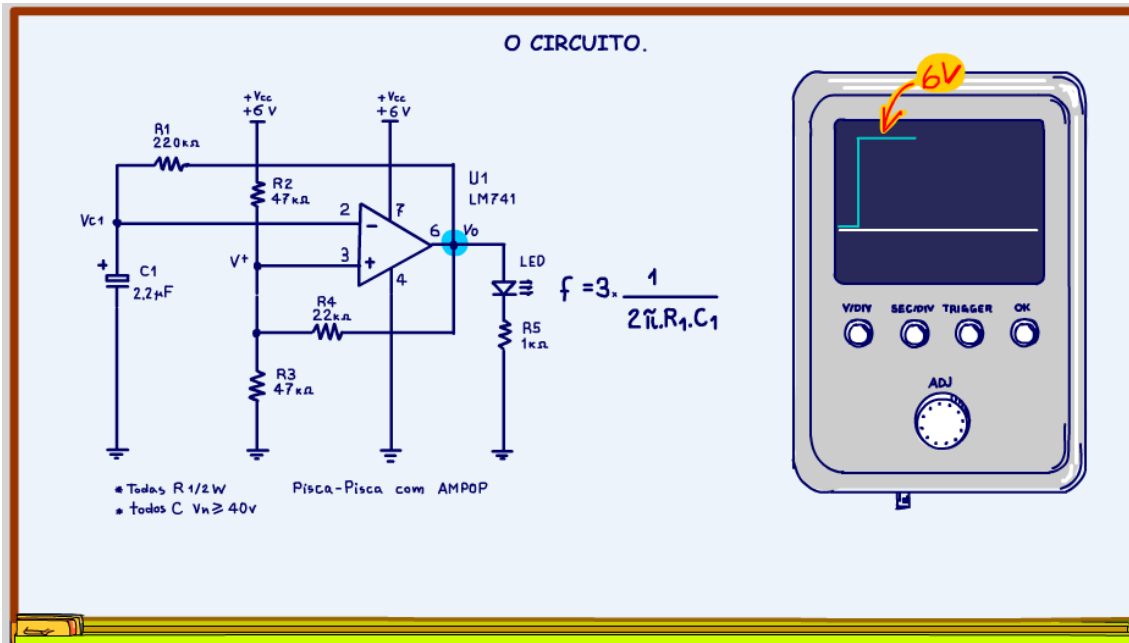 O CIRCUITO.
6V
+Vcc
+6V
+Vcc
+6V
R1
220kΩ
R2
47kΩ
U1
LM741
Vc1
2
7
-
6
Vo
V+
3
+
4
+
C1
2,2µF
R4
22kΩ
LED
R5
1kΩ
R3
47kΩ
f = 3 x 1 / 2π.R1.C1
V/DIV SEC/DIV TRIGGER OK
ADJ
* Todas R 1/2W
* todos C Vn ≥ 40v
Pisca-Pisca com AMPOP